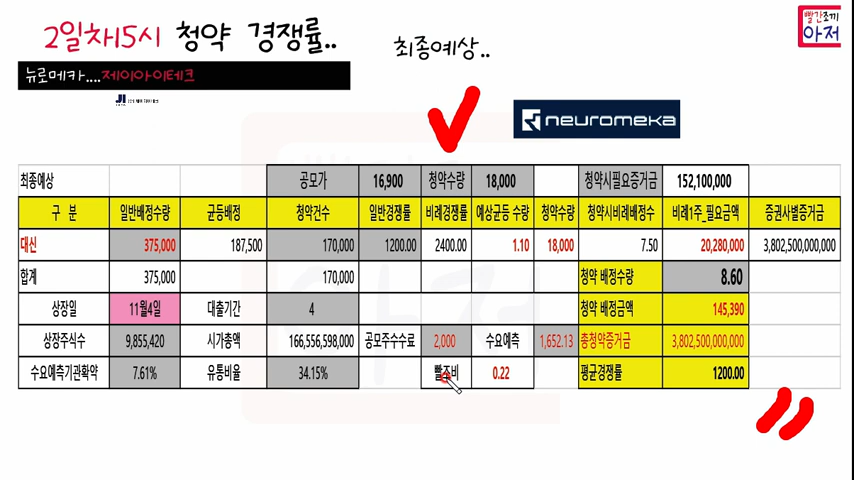 2일차15시 청약 경쟁률..
최종예상..
빨간조끼
아저
뉴로메카....제이아이테크
JI
neuromeka
최종예상 공모가 16,900 청약수량 18,000 청약시필요증거금 152,100,000
구 분 일반배정수량 균등배정 청약건수 일반경쟁률 비례경쟁률 예상균등 수량 청약수량 청약시비례배정수 비례1주_필요금액 증권사별증거금
대신 375,000 187,500 170,000 1200.00 2400.00 1.10 18,000 7.50 20,280,000 3,802,500,000,000
합계 375,000 170,000 청약 배정수량 8.60
상장일 11월4일 대출기간 4 청약 배정금액 145,390
상장주식수 9,855,420 시가총액 166,556,598,000 공모주수수료 2,000 수요예측 1,652.13 총청약증거금 3,802,500,000,000
수요예측기관확약 7.61% 유통비율 34.15% 빨조비 0.22 평균경쟁률 1200.00